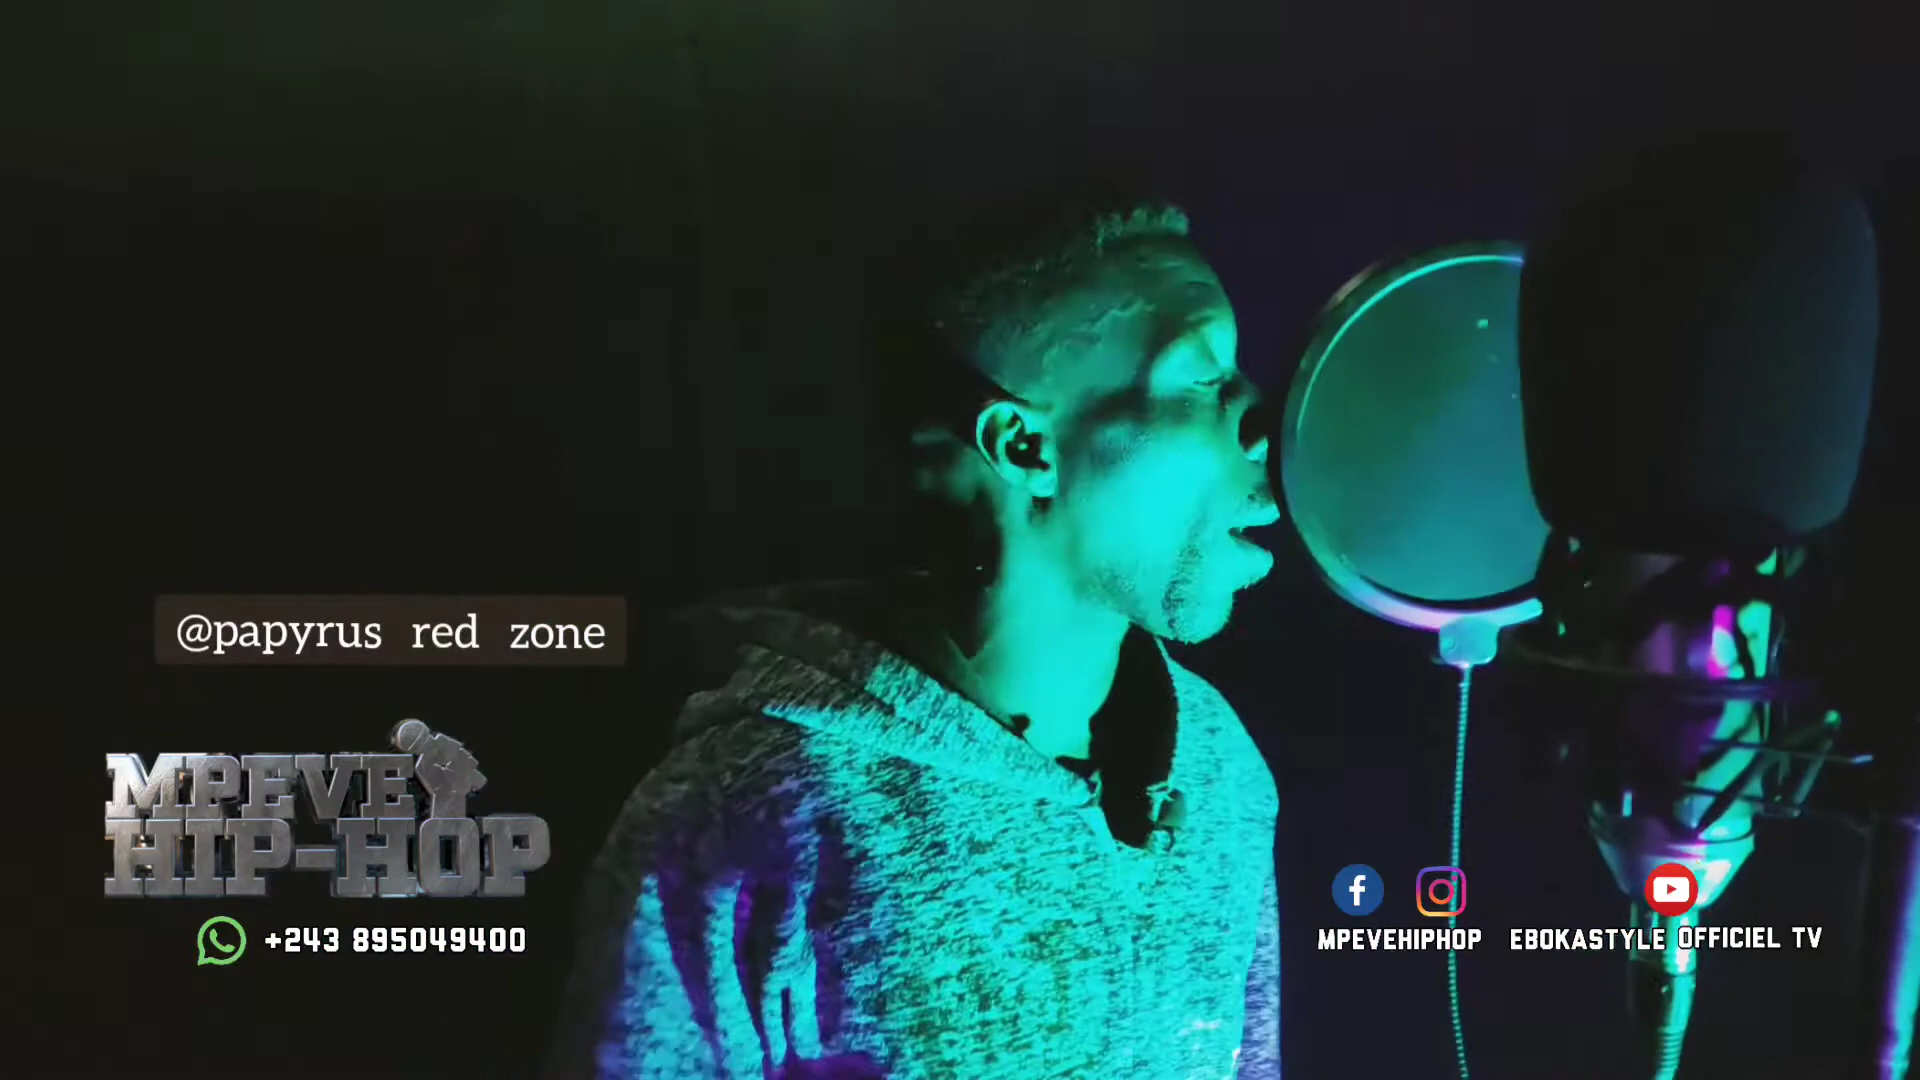 @papyrus red zone
MPEVE
HIP-HOP
+243 895049400
MPEVEHIPHOP
EBOKASTYLE OFFICIEL TV